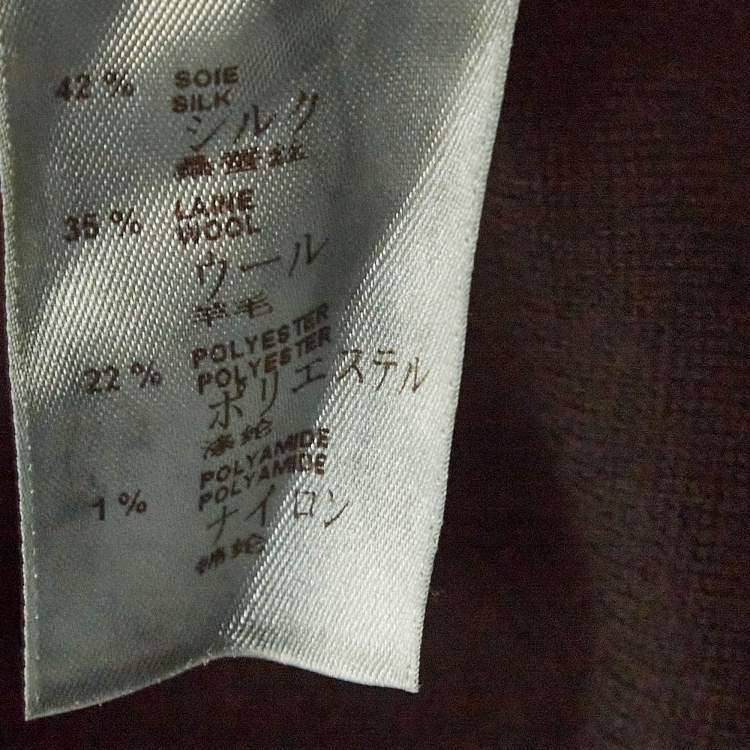 42 % SOIE
SILK
シルク
桑蚕丝
35 % LAINE
WOOL
ウール
羊毛
22 % POLYESTER
POLYESTER
ポリエステル
涤纶
1 % POLYAMIDE
POLYAMIDE
ナイロン
锦纶